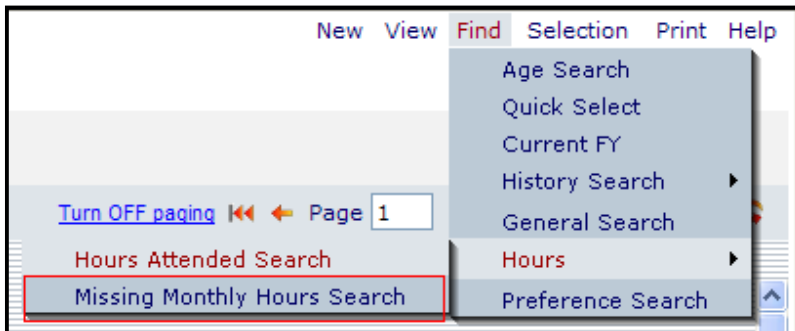 New View Find Selection Print Help
Age Search
Quick Select
Current FY
History Search
Turn OFF paging Page 1
General Search
Hours Attended Search
Hours
Missing Monthly Hours Search
Preference Search